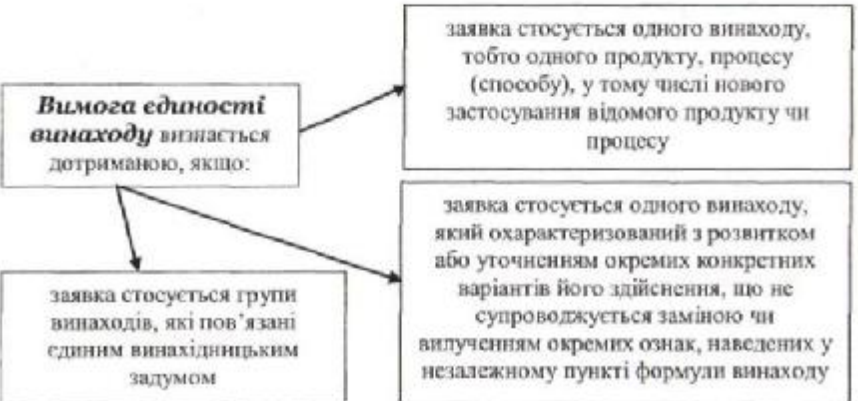 Вимога єдиності
винаходу визнається
дотриманою, якщо:
заявка стосується одного винаходу,
тобто одного продукту, процесу
(способу), у тому числі нового
застосування відомого продукту чи
процесу
заявка стосується групи
винаходів, які пов’язані
єдиним винахідницьким
задумом
заявка стосується одного винаходу,
який охарактеризований з розвитком
або уточненням окремих конкретних
варіантів його здійснення, що не
супроводжується заміною чи
вилученням окремих ознак, наведених у
незалежному пункті формули винаходу